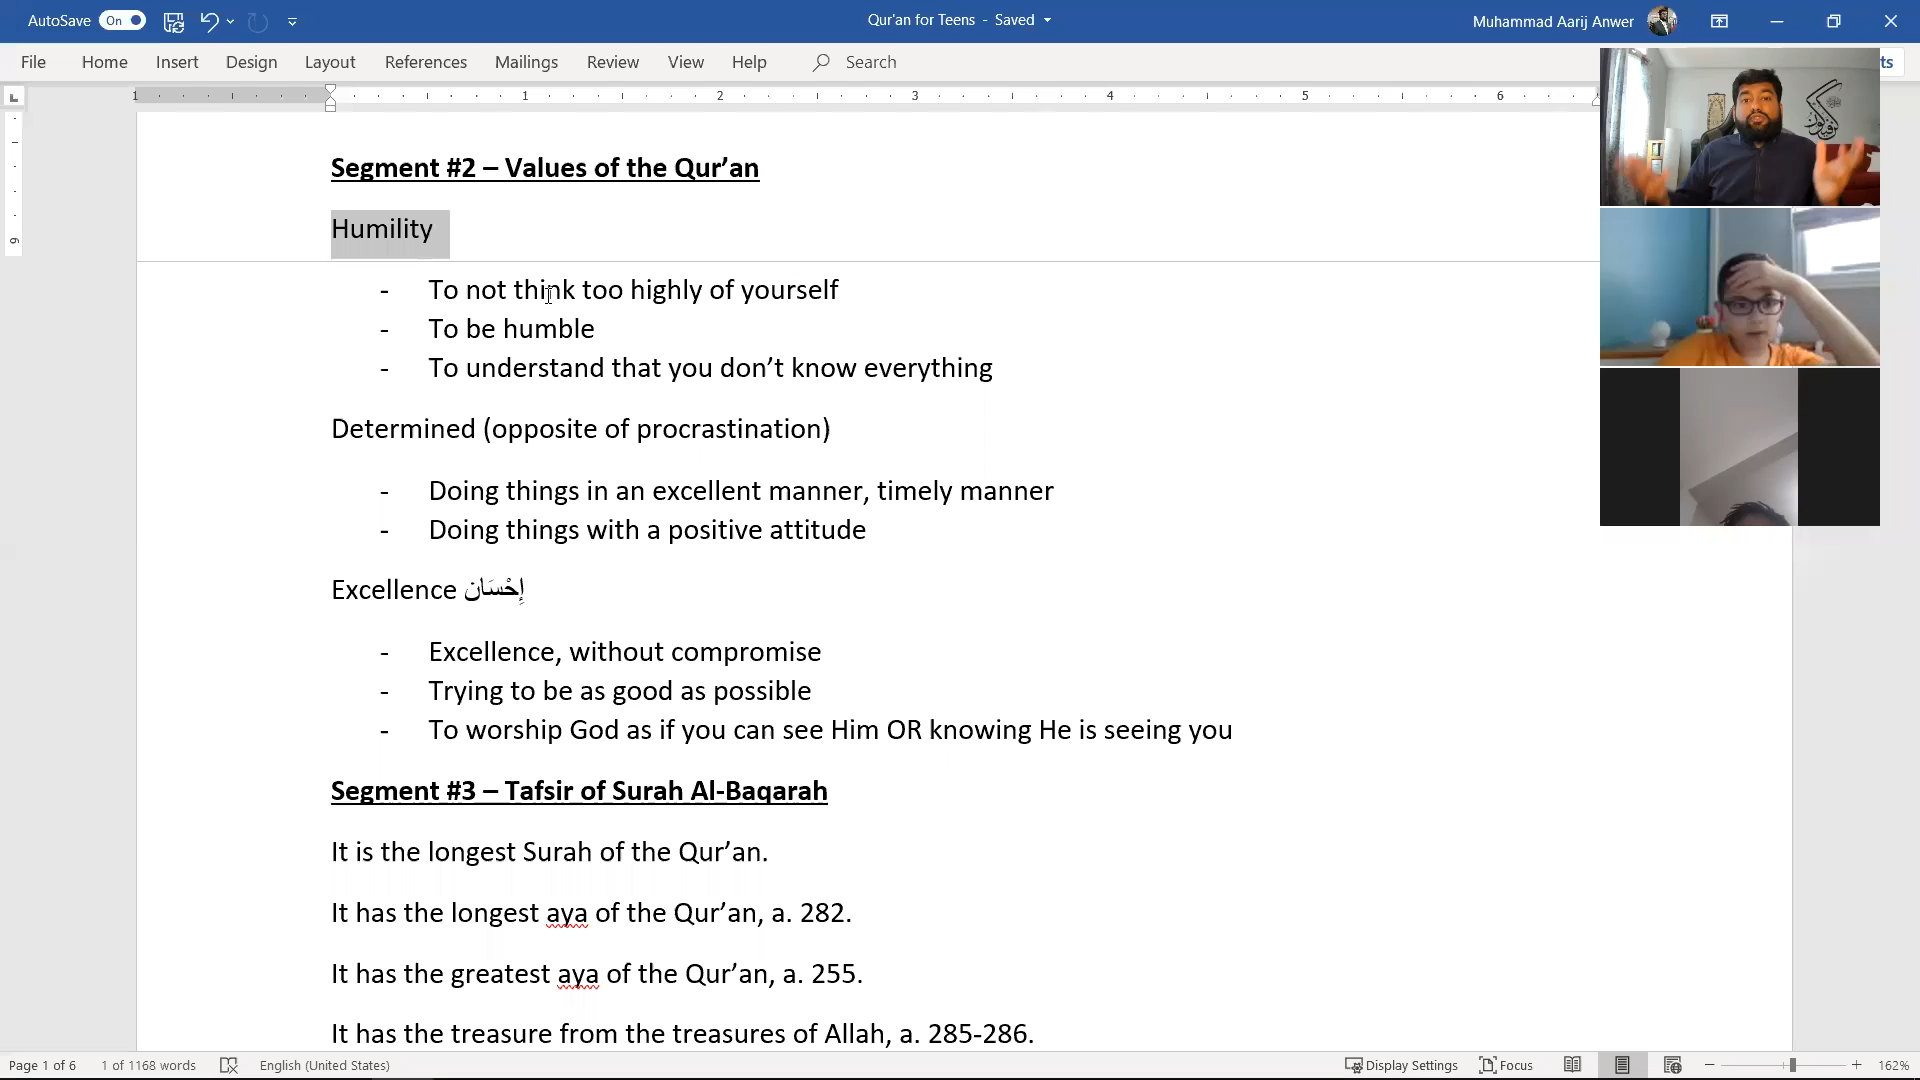 AutoSave On Qur'an for Teens - Saved Muhammad Aarij Anwer
File Home Insert Design Layout References Mailings Review View Help Search ts
1 1 2 3 4 5 6
Segment #2 – Values of the Qur’an
Humility
- To not think too highly of yourself
- To be humble
- To understand that you don’t know everything
Determined (opposite of procrastination)
- Doing things in an excellent manner, timely manner
- Doing things with a positive attitude
Excellence إِحْسَان
- Excellence, without compromise
- Trying to be as good as possible
- To worship God as if you can see Him OR knowing He is seeing you
Segment #3 – Tafsir of Surah Al-Baqarah
It is the longest Surah of the Qur’an.
It has the longest aya of the Qur’an, a. 282.
It has the greatest aya of the Qur’an, a. 255.
It has the treasure from the treasures of Allah, a. 285-286.
Page 1 of 6 1 of 1168 words English (United States) Display Settings Focus 162%